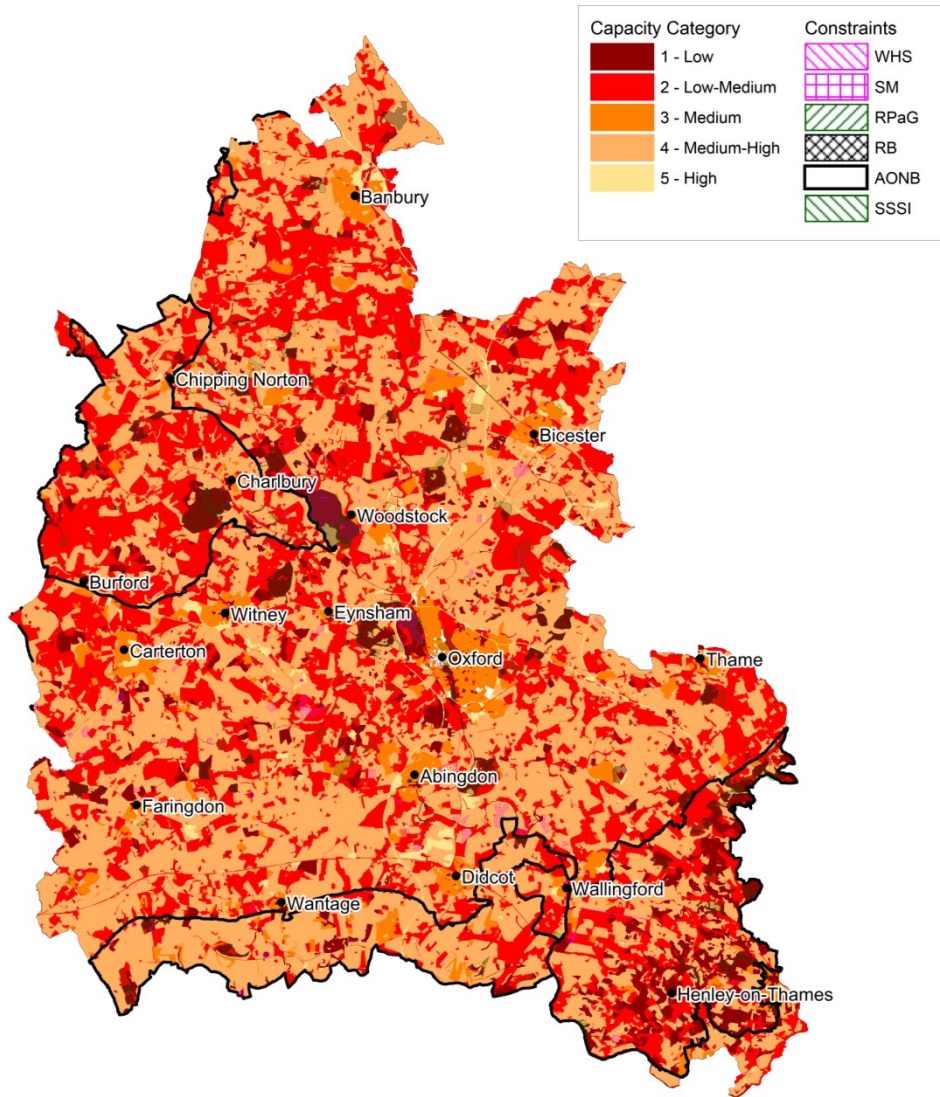 Capacity Category
1 - Low
2 - Low-Medium
3 - Medium
4 - Medium-High
5 - High
Constraints
WHS
SM
RPaG
RB
AONB
SSSI
Banbury
Chipping Norton
Bicester
Charlbury
Woodstock
Burford
Witney
Eynsham
Carterton
Oxford
Thame
Abingdon
Faringdon
Didcot
Wallingford
Wantage
Henley-on-Thames